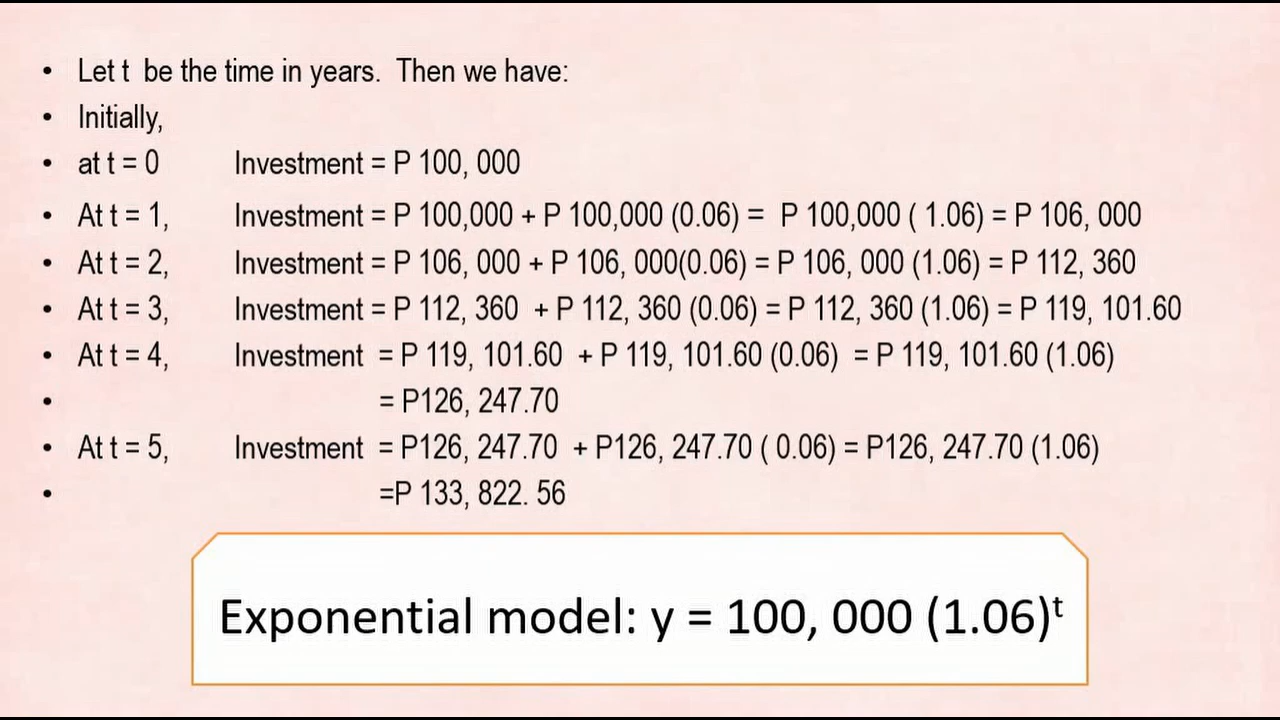 • Let t be the time in years. Then we have:
• Initially,
• at t = 0 Investment = P 100, 000
• At t = 1, Investment = P 100,000 + P 100,000 (0.06) = P 100,000 ( 1.06) = P 106, 000
• At t = 2, Investment = P 106, 000 + P 106, 000(0.06) = P 106, 000 (1.06) = P 112, 360
• At t = 3, Investment = P 112, 360 + P 112, 360 (0.06) = P 112, 360 (1.06) = P 119, 101.60
• At t = 4, Investment = P 119, 101.60 + P 119, 101.60 (0.06) = P 119, 101.60 (1.06)
• = P126, 247.70
• At t = 5, Investment = P126, 247.70 + P126, 247.70 ( 0.06) = P126, 247.70 (1.06)
• =P 133, 822. 56
Exponential model: y = 100, 000 (1.06)ᵗ